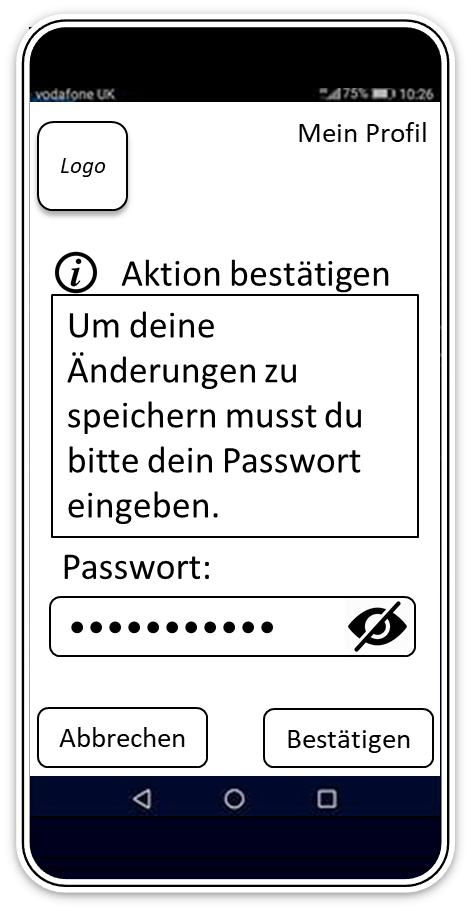 vodafone UK 75% 10:26
Mein Profil
Logo
Aktion bestätigen
Um deine
Änderungen zu
speichern musst du
bitte dein Passwort
eingeben.
Passwort:
•••••••••••
Abbrechen
Bestätigen